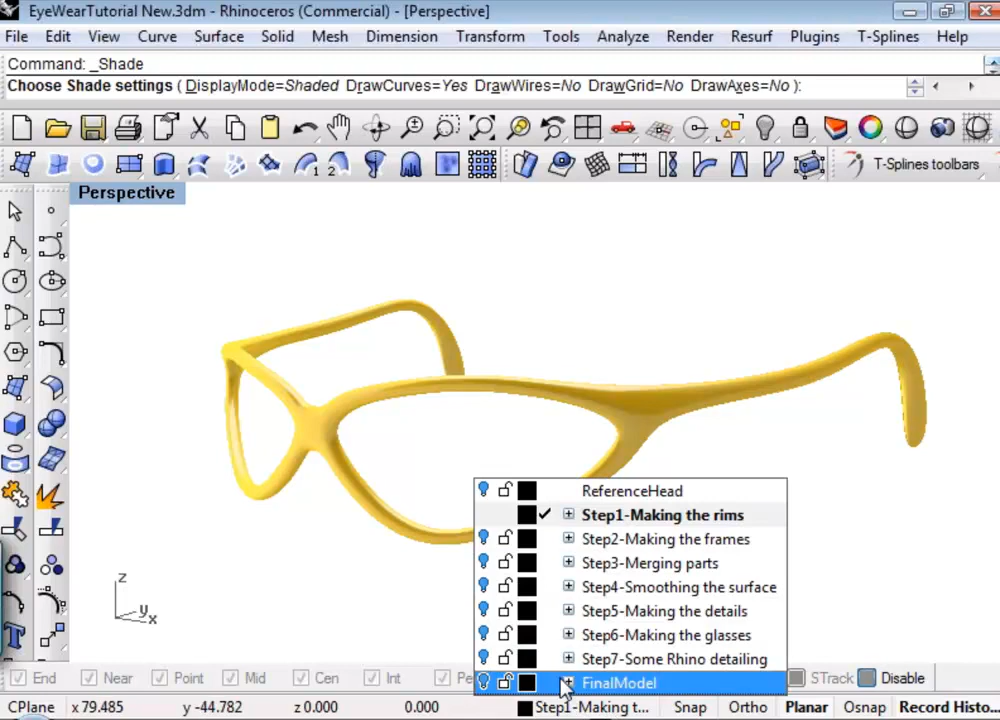 EyeWearTutorial New.3dm - Rhinoceros (Commercial) - [Perspective]
File Edit View Curve Surface Solid Mesh Dimension Transform Tools Analyze Render Resurf Plugins T-Splines Help
Command: _Shade
Choose Shade settings ( DisplayMode=Shaded DrawCurves=Yes DrawWires=No DrawGrid=No DrawAxes=No ):
T-Splines toolbars
Perspective
ReferenceHead
Step1-Making the rims
Step2-Making the frames
Step3-Merging parts
Step4-Smoothing the surface
Step5-Making the details
Step6-Making the glasses
Step7-Some Rhino detailing
FinalModel
z
y
x
End Near Point Mid Cen Int STrack Disable
CPlane x 79.485 y -44.782 z 0.000 0.000 Step1-Making t... Snap Ortho Planar Osnap Record Histo...